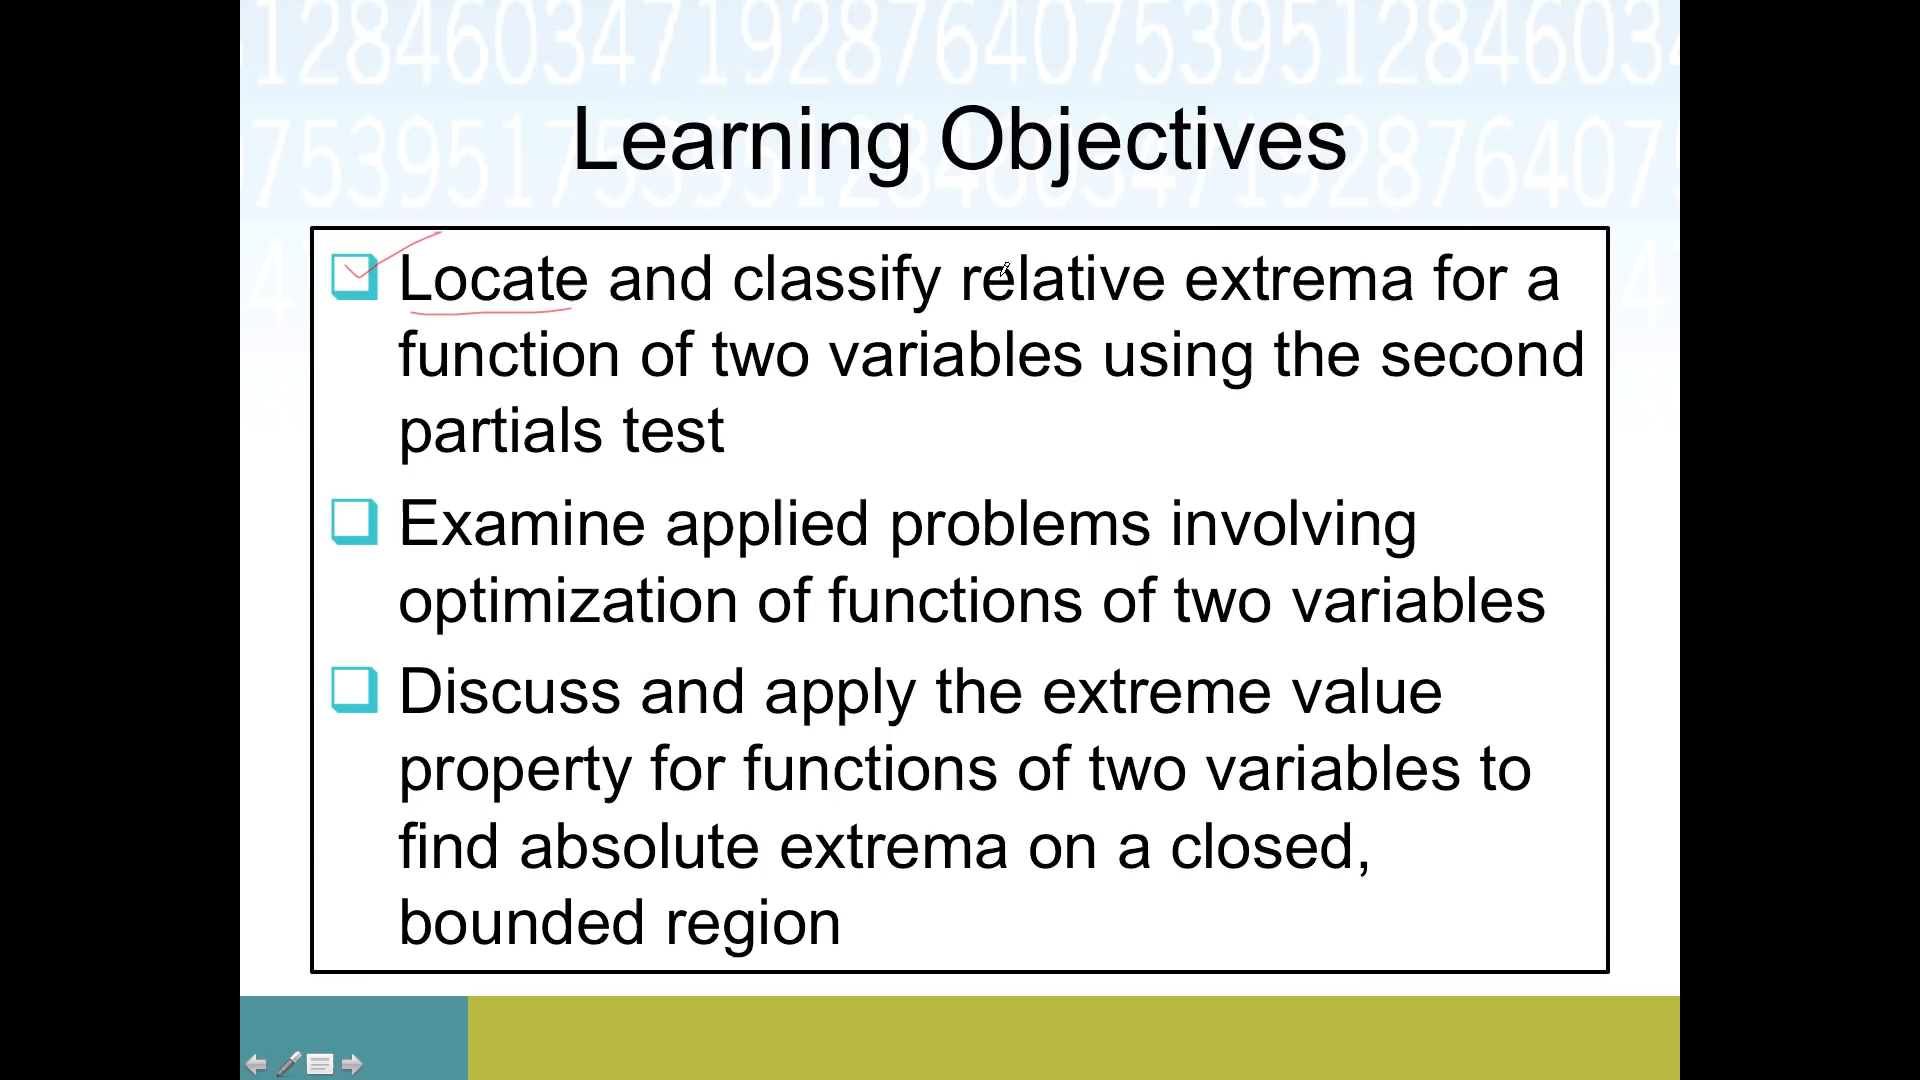 Learning Objectives
Locate and classify relative extrema for a
function of two variables using the second
partials test
Examine applied problems involving
optimization of functions of two variables
Discuss and apply the extreme value
property for functions of two variables to
find absolute extrema on a closed,
bounded region